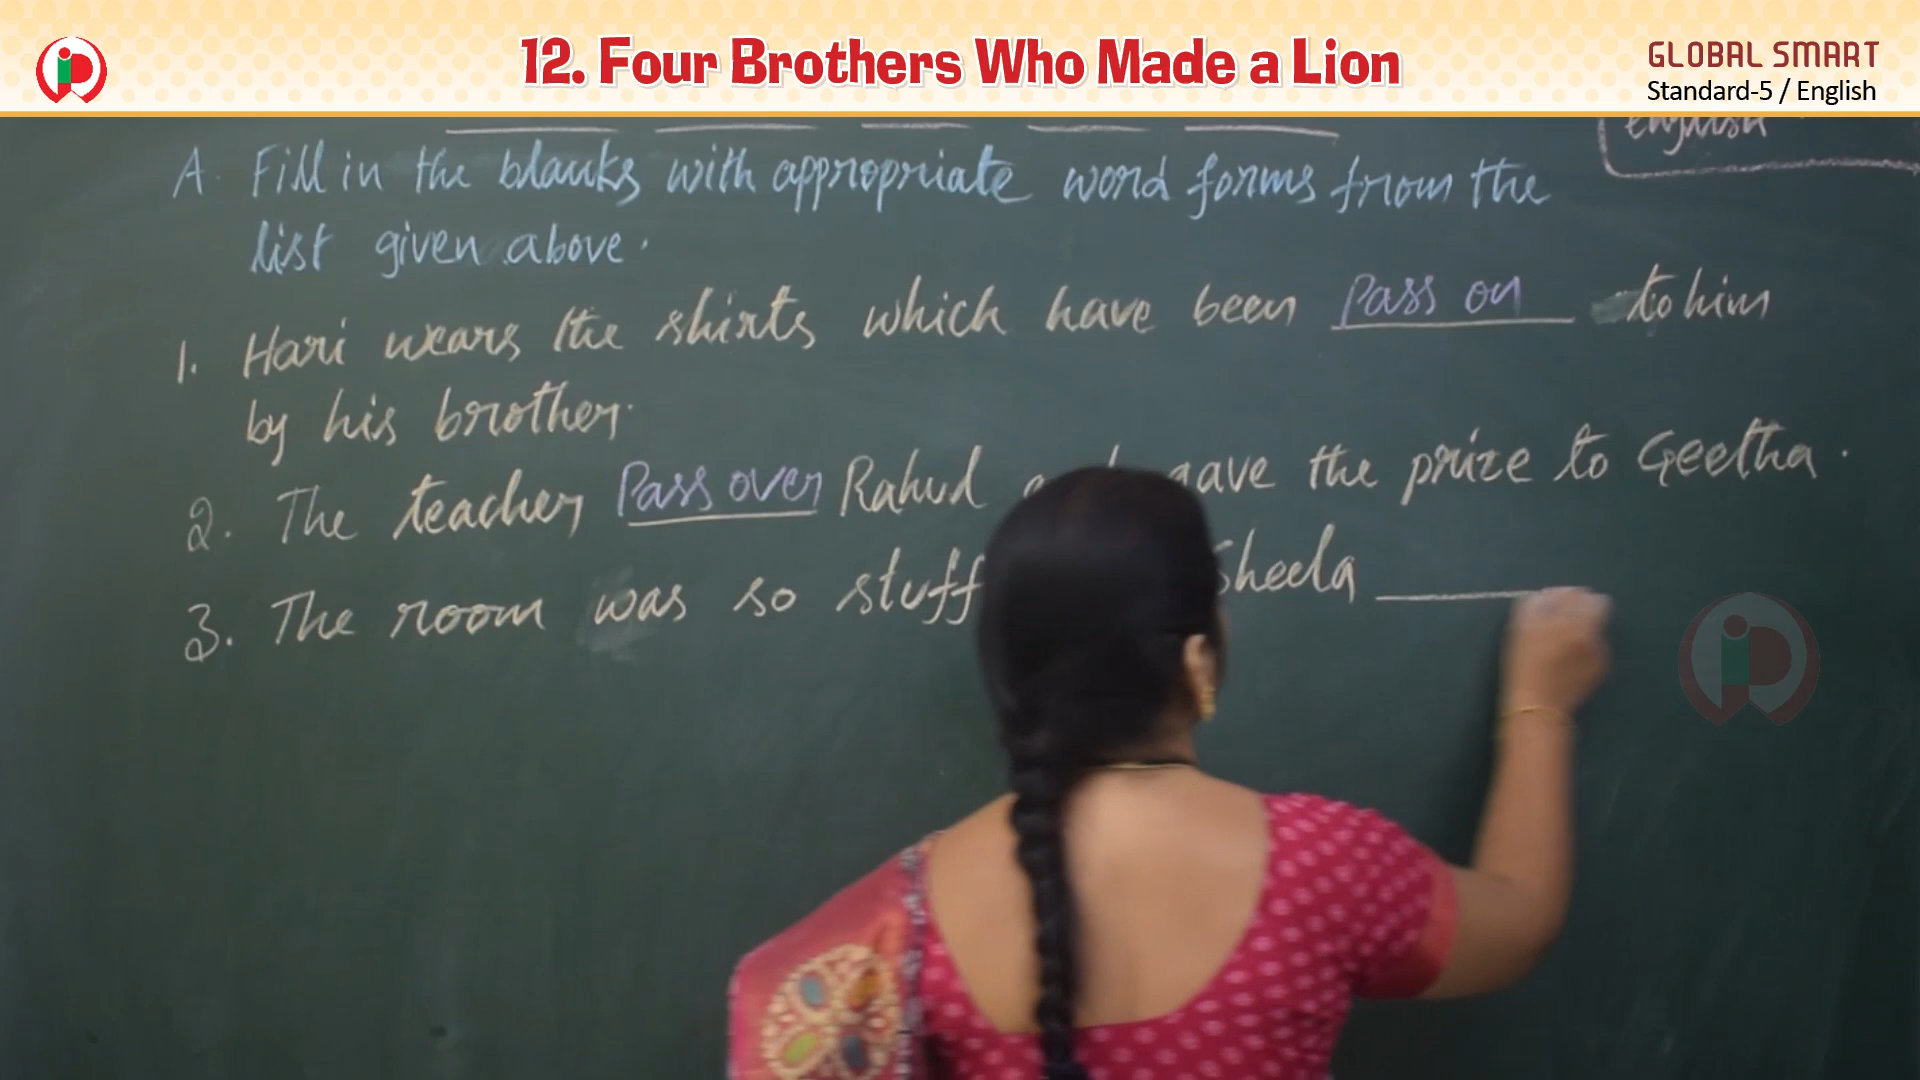 12. Four Brothers Who Made a Lion
GLOBAL SMART
Standard-5 / English
english
A. Fill in the blanks with appropriate word forms from the
list given above.
1. Hari wears the shirts which have been Pass on to him
by his brother.
2. The teacher Pass over Rahul gave the prize to Geetha.
3. The room was so Sheela